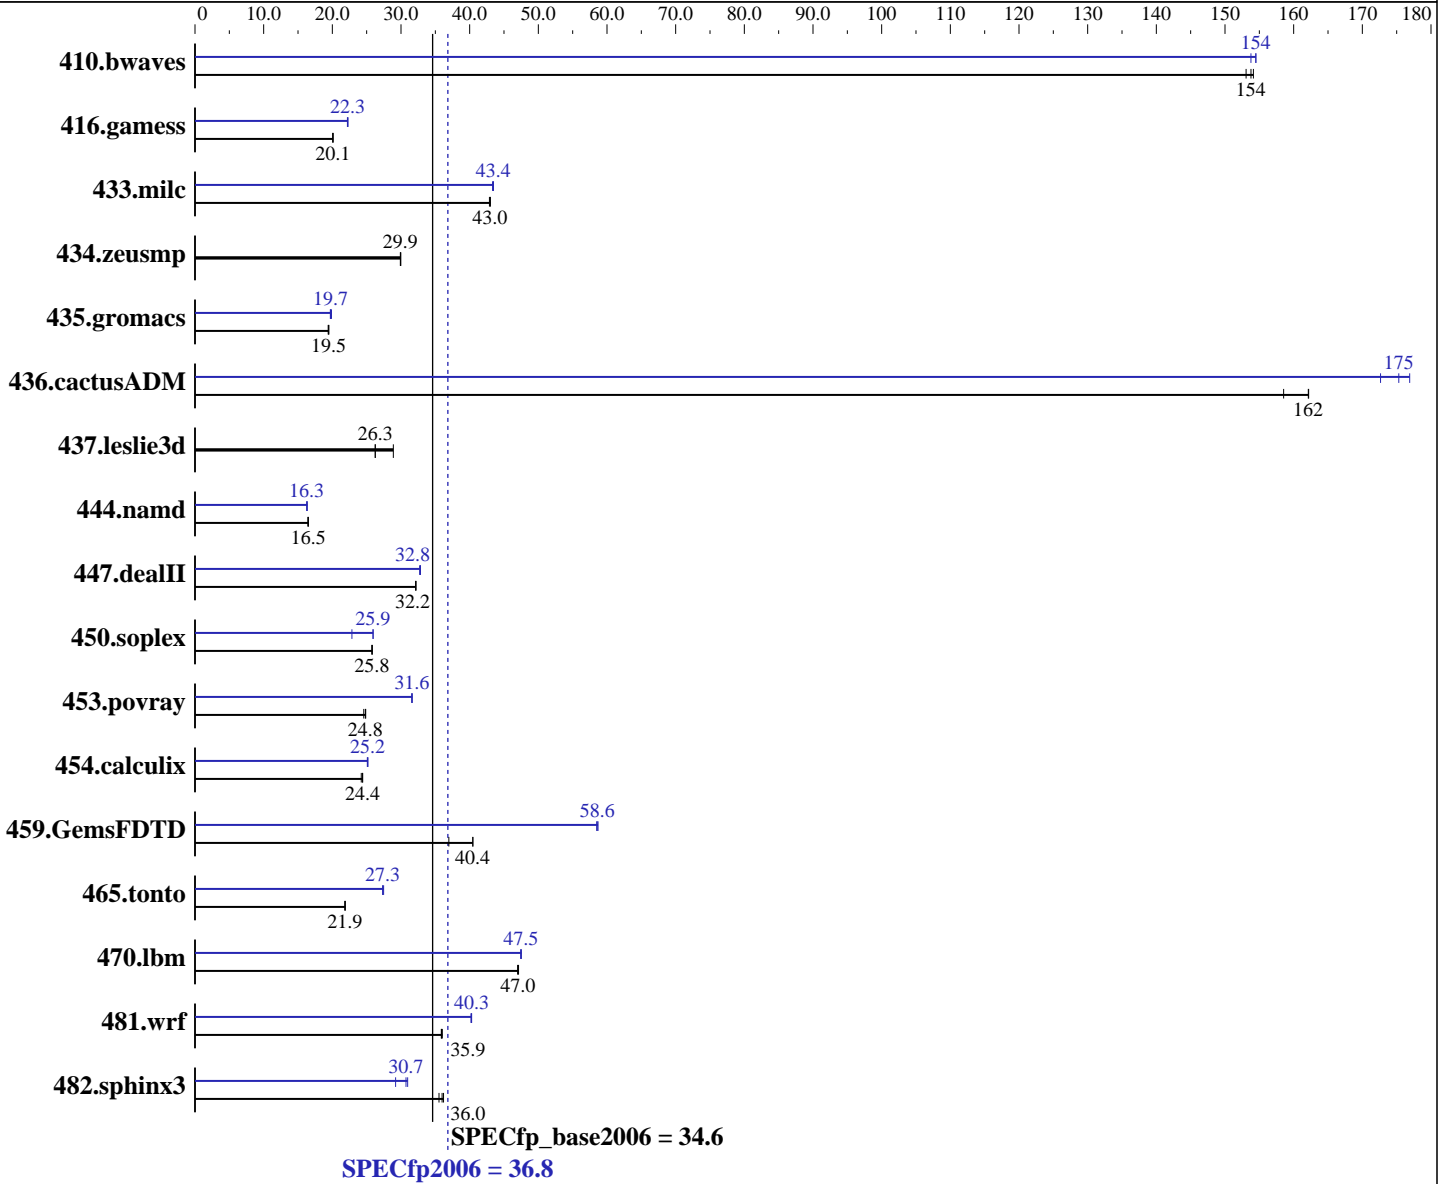 0 10.0 20.0 30.0 40.0 50.0 60.0 70.0 80.0 90.0 100 110 120 130 140 150 160 170 180
154
410.bwaves
154
22.3
416.gamess
20.1
43.4
433.milc
43.0
29.9
434.zeusmp
19.7
435.gromacs
19.5
175
436.cactusADM
162
26.3
437.leslie3d
16.3
444.namd
16.5
32.8
447.dealII
32.2
25.9
450.soplex
25.8
31.6
453.povray
24.8
25.2
454.calculix
24.4
58.6
459.GemsFDTD
40.4
27.3
465.tonto
21.9
47.5
470.lbm
47.0
40.3
481.wrf
35.9
30.7
482.sphinx3
36.0
SPECfp_base2006 = 34.6
SPECfp2006 = 36.8